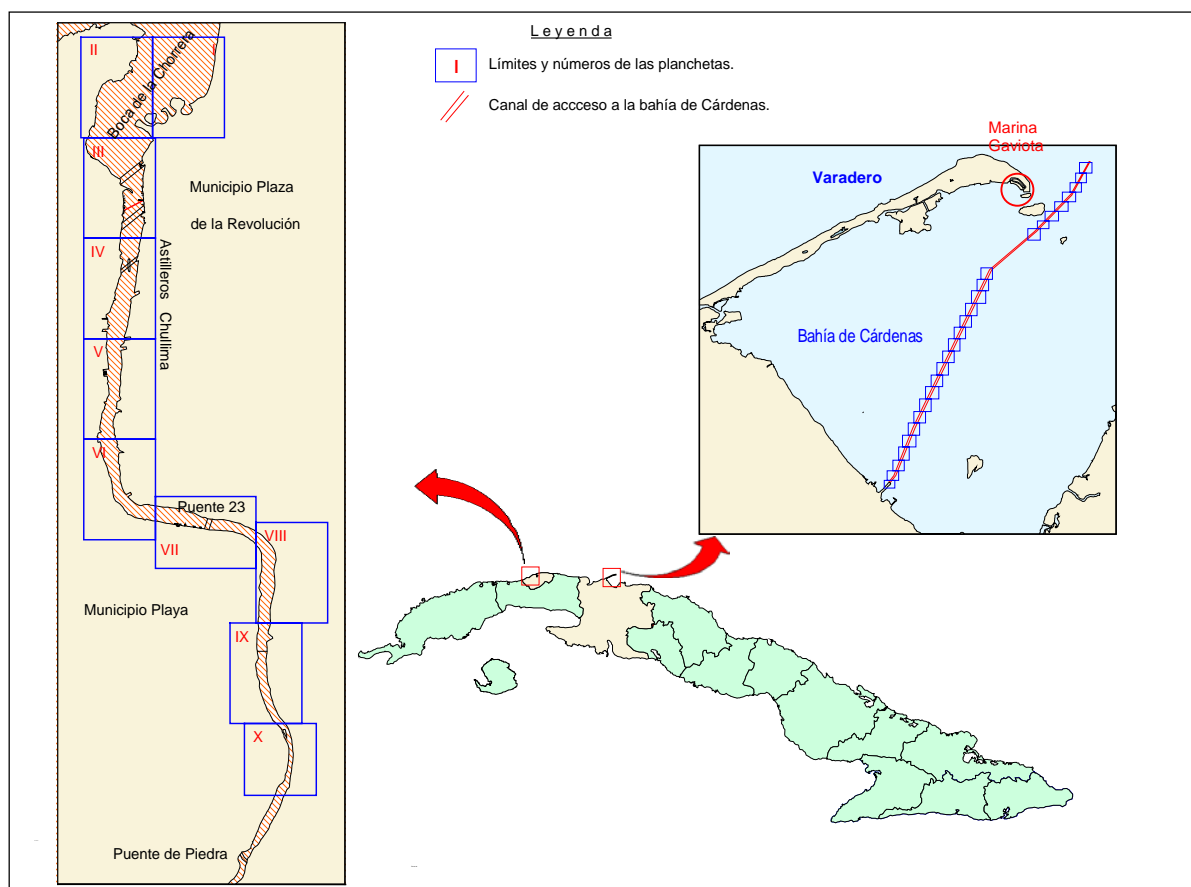 L e y e n d a
I
Límites y números de las planchetas.
Canal de accceso a la bahía de Cárdenas.
II
I
Boca de la Chorrera
III
Municipio Plaza
de la Revolución
IV
Astilleros Chullima
V
VI
Puente 23
VII
VIII
Municipio Playa
IX
X
Puente de Piedra
Marina
Gaviota
Varadero
Bahía de Cárdenas